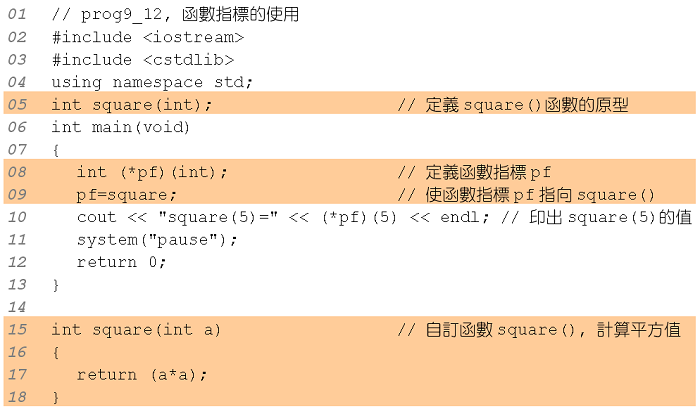 01 // prog9_12, 函數指標的使用
02 #include <iostream>
03 #include <cstdlib>
04 using namespace std;
05 int square(int); // 定義 square()函數的原型
06 int main(void)
07 {
08 int (*pf)(int); // 定義函數指標 pf
09 pf=square; // 使函數指標 pf 指向 square()
10 cout << "square(5)=" << (*pf)(5) << endl; // 印出 square(5)的值
11 system("pause");
12 return 0;
13 }
14
15 int square(int a) // 自訂函數 square(), 計算平方值
16 {
17 return (a*a);
18 }